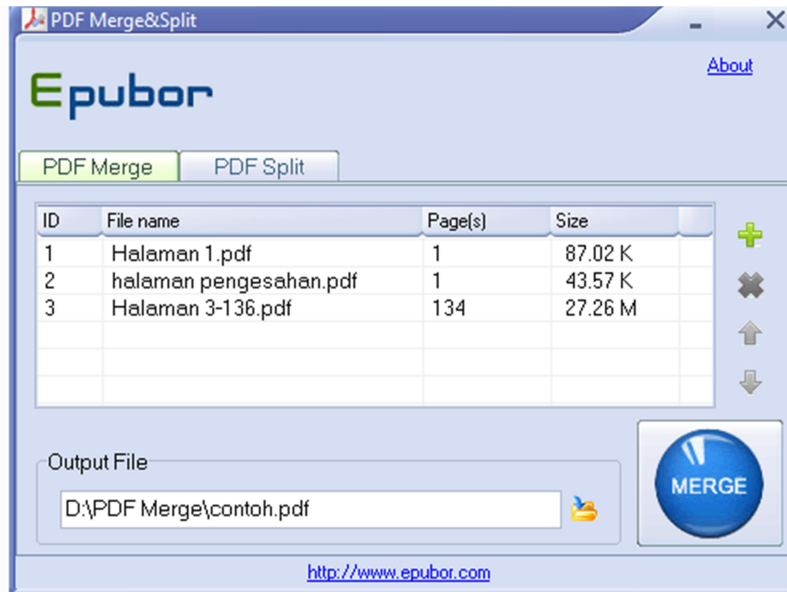 PDF Merge&Split
About
Epubor
PDF Merge PDF Split
ID File name Page(s) Size
1 Halaman 1.pdf 1 87.02 K
2 halaman pengesahan.pdf 1 43.57 K
3 Halaman 3-136.pdf 134 27.26 M
Output File
D:\PDF Merge\contoh.pdf
MERGE
http://www.epubor.com